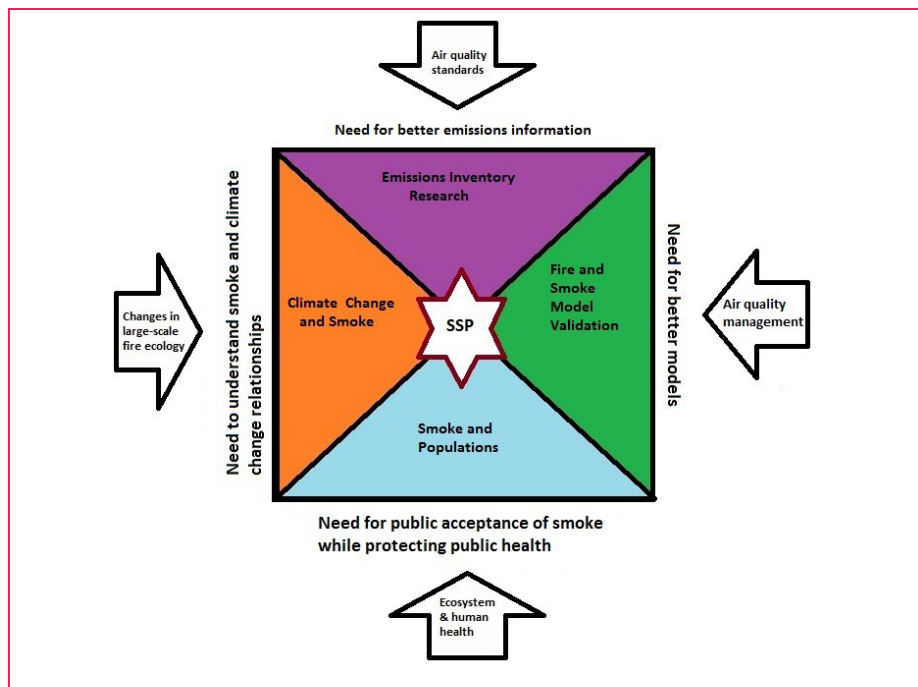 Air quality
standards
Need for better emissions information
Emissions Inventory
Research
Need to understand smoke and climate
change relationships
Changes in
large-scale
fire ecology
Climate Change
and Smoke
SSP
Fire and
Smoke
Model
Validation
Need for better models
Air quality
management
Smoke and
Populations
Need for public acceptance of smoke
while protecting public health
Ecosystem
& human
health